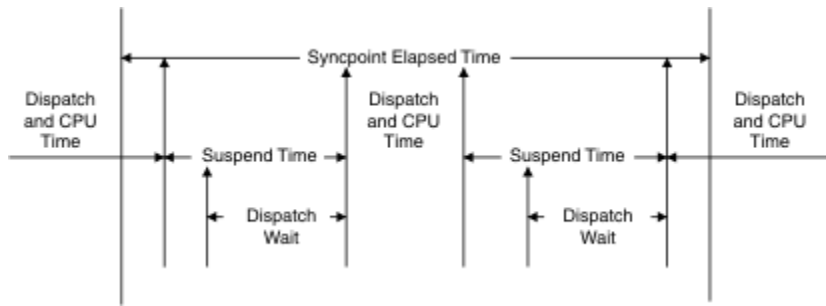 Syncpoint Elapsed Time
Dispatch
and CPU
Time
Dispatch
and CPU
Time
Dispatch
and CPU
Time
Suspend Time
Suspend Time
Dispatch
Wait
Dispatch
Wait